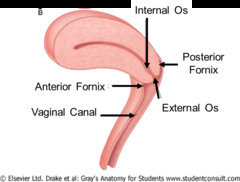 B
Internal Os
Posterior
Fornix
Anterior Fornix
Vaginal Canal
External Os
© Elsevier Ltd. Drake et al: Gray's Anatomy for Students www.studentconsult.com